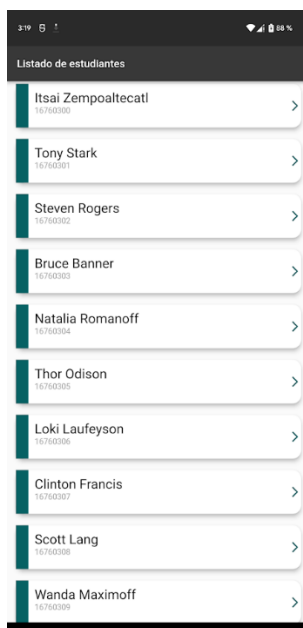 3:19
88 %
Listado de estudiantes
Itsai Zempoaltecatl
16760300
Tony Stark
16760301
Steven Rogers
16760302
Bruce Banner
16760303
Natalia Romanoff
16760304
Thor Odison
16760305
Loki Laufeyson
16760306
Clinton Francis
16760307
Scott Lang
16760308
Wanda Maximoff
16760309